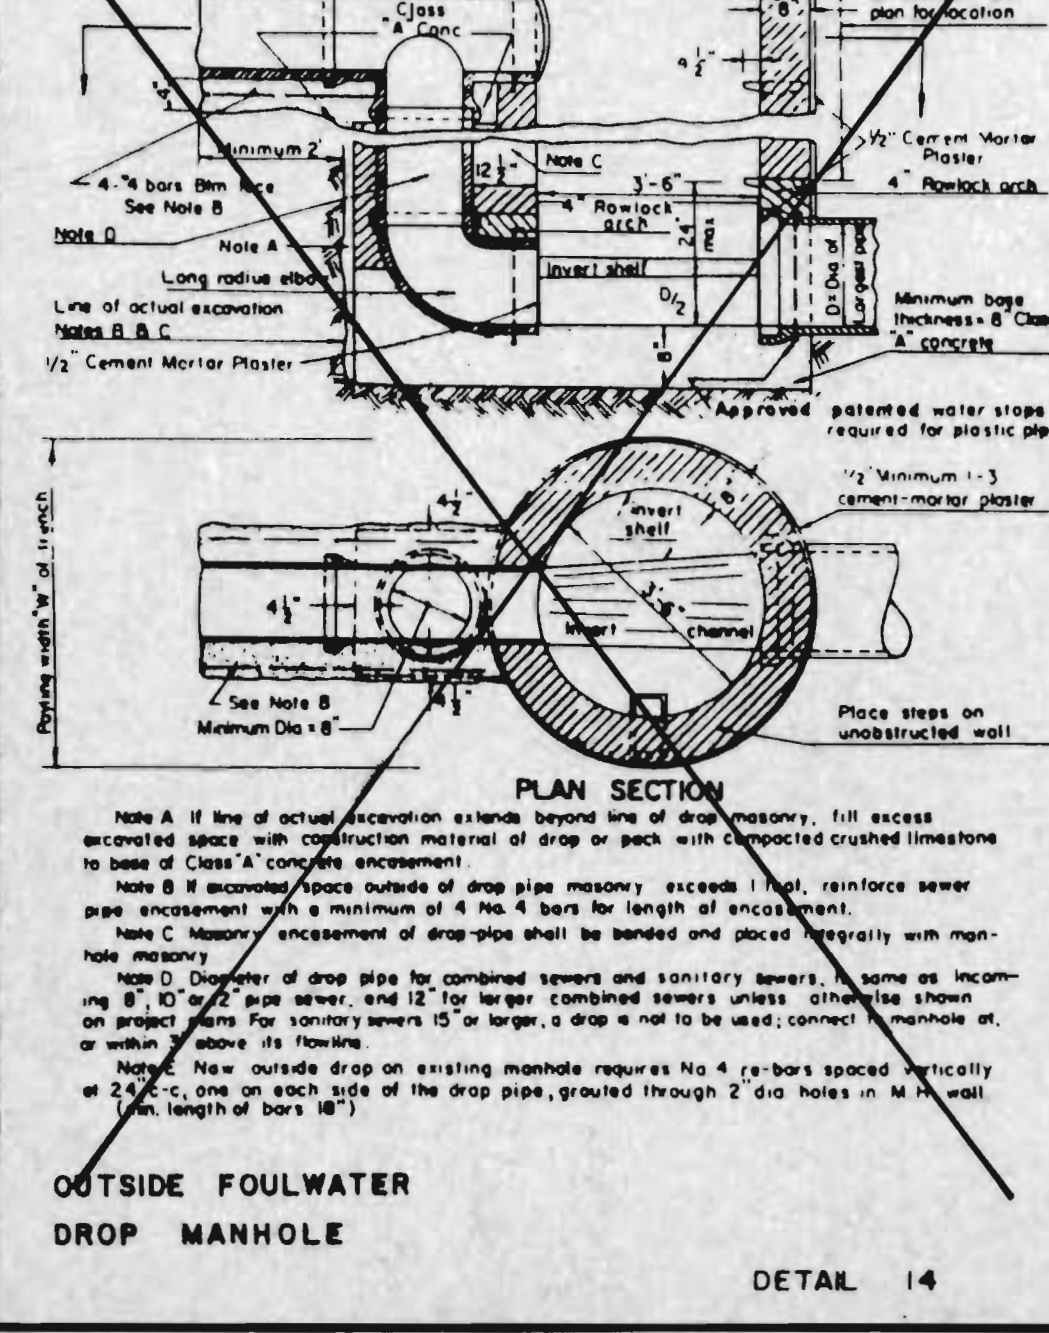 Class
"A" Conc
8"
plan for location
4 1/2"
4"
Minimum 2'
12 1/2"
Note C
1/2" Cement Mortar
Plaster
4-#4 bars Btm face
See Note B
3'-6"
4" Rowlock arch
4" Rowlock
arch
24"
max
Note D
Note A
Long radius elbow
Invert shelf
D/2
D=Dia of
Largest pipe
Line of actual excavation
Notes B & C
Minimum base
thickness = 8" Class
"A" concrete
1/2" Cement Mortar Plaster
8"
Approved patented water stops
required for plastic pipe
1/2" Minimum 1-3
cement-mortar plaster
Payline width "W" of trench
4 1/2"
invert
shelf
8"
4 1/2"
3'-6"
Invert channel
See Note B
4 1/2"
Minimum Dia = 8"
Place steps on
unobstructed wall
PLAN SECTION
Note A If line of actual excavation extends beyond line of drop masonry, fill excess
excavated space with construction material of drop or pack with compacted crushed limestone
to base of Class "A" concrete encasement.
Note B If excavated space outside of drop pipe masonry exceeds 1 foot, reinforce sewer
pipe encasement with a minimum of 4 No. 4 bars for length of encasement.
Note C Masonry encasement of drop-pipe shall be bonded and placed integrally with man-
hole masonry
Note D Diameter of drop pipe for combined sewers and sanitary sewers, is same as incom-
ing 8", 10" or 12" pipe sewer, and 12" for larger combined sewers unless otherwise shown
on project plans For sanitary sewers 15" or larger, a drop is not to be used; connect to manhole at,
or within 3" above its flowline.
Note E New outside drop on existing manhole requires No 4 re-bars spaced vertically
at 24" c-c, one on each side of the drop pipe, grouted through 2" dia holes in M H wall
(min. length of bars 18")
OUTSIDE FOULWATER
DROP MANHOLE
DETAIL 14